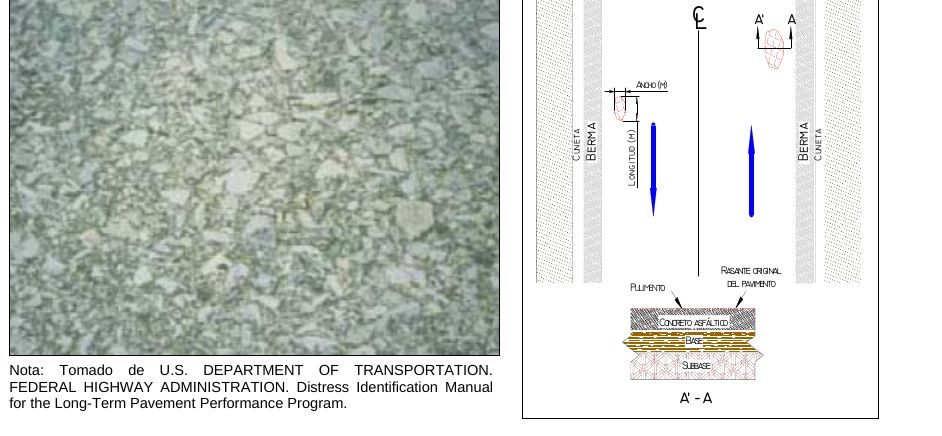 Nota: Tomado de U.S. DEPARTMENT OF TRANSPORTATION.
FEDERAL HIGHWAY ADMINISTRATION. Distress Identification Manual
for the Long-Term Pavement Performance Program.
CL
A' A
ANCHO (M)
LONGITUD (M)
CUNETA
BERMA
BERMA
CUNETA
RASANTE ORIGINAL
DEL PAVIMENTO
PULIMENTO
CONCRETO ASFÁLTICO
BASE
SUBBASE
A' - A